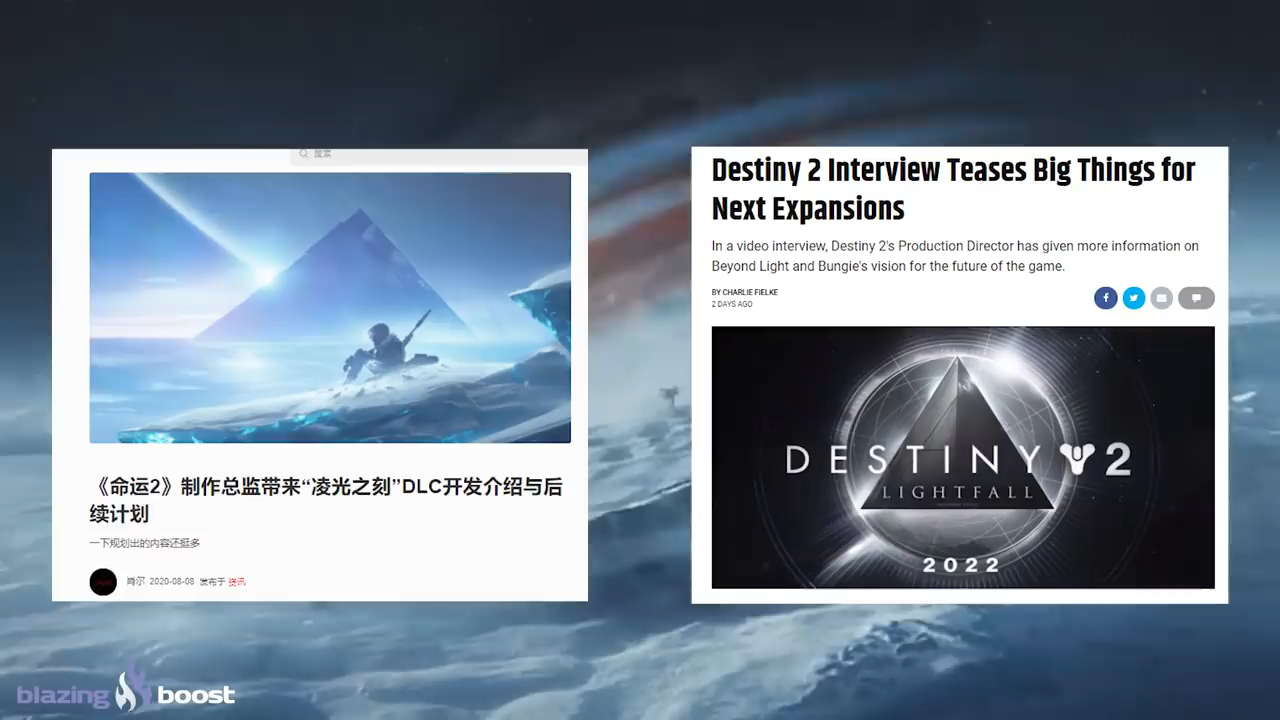 搜索
《命运2》制作总监带来“凌光之刻”DLC开发介绍与后
续计划
一下规划出的内容还挺多
肖尔 2020-08-08 发布于 资讯
Destiny 2 Interview Teases Big Things for
Next Expansions
In a video interview, Destiny 2's Production Director has given more information on
Beyond Light and Bungie's vision for the future of the game.
BY CHARLIE FIELKE
2 DAYS AGO
DESTINY 2
LIGHTFALL
2022
blazing boost